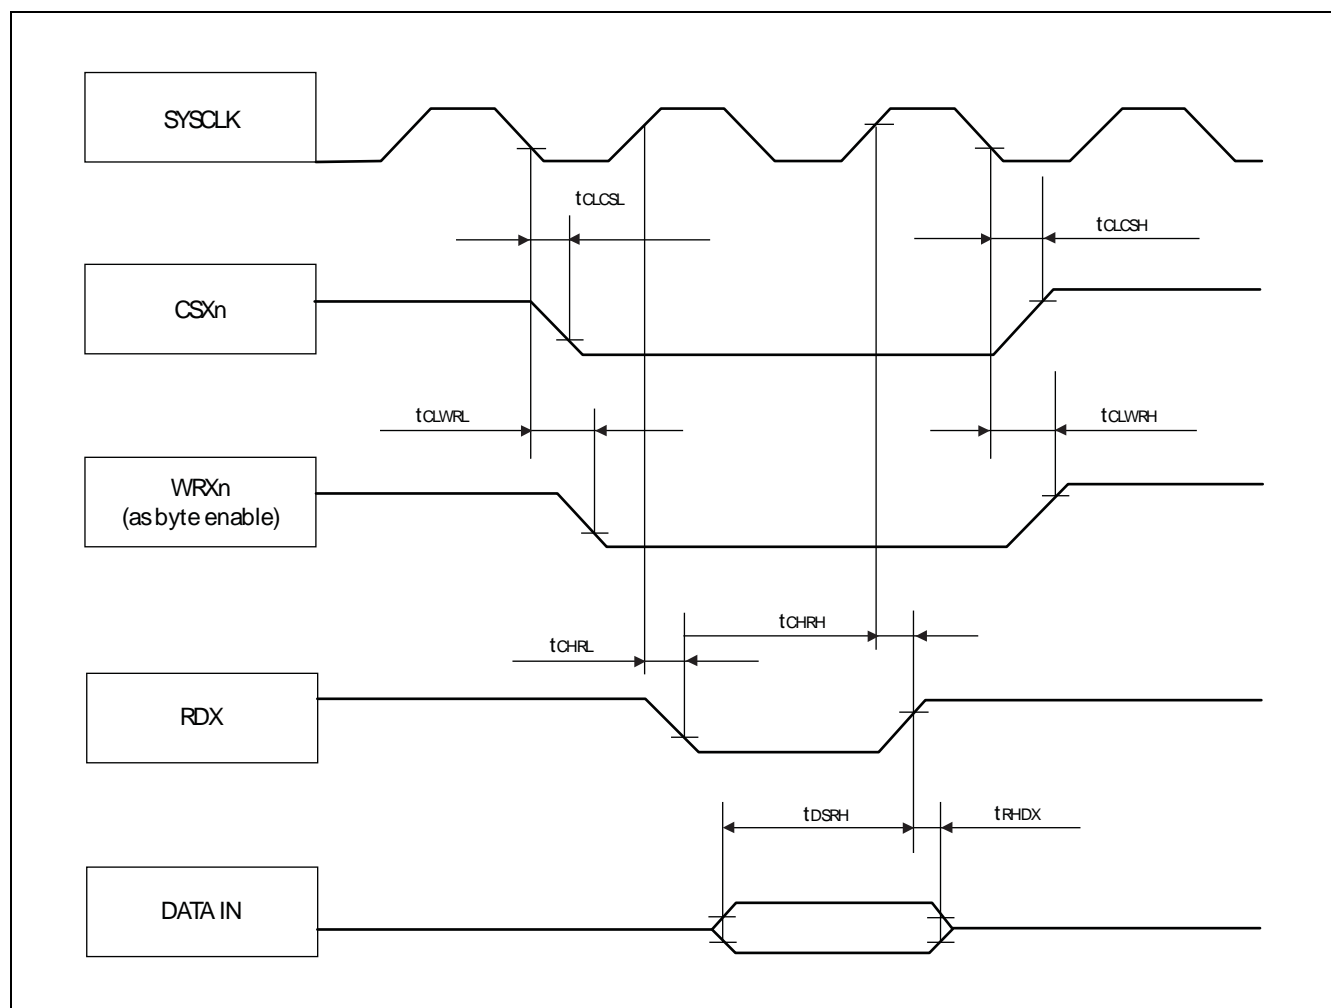 SYSCLK
tCLCSL
tCLCSH
CSXn
tCLWRL
tCLWRH
WRXn
(as byte enable)
tCHRH
tCHRL
RDX
tDSRH
tRHDX
DATA IN